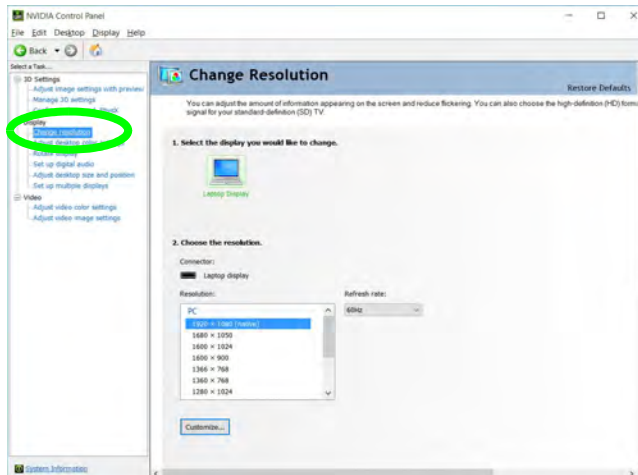 NVIDIA Control Panel
File Edit Desktop Display Help
Back
Select a Task...
3D Settings
Adjust image settings with preview
Manage 3D settings
Display
Change resolution
Adjust desktop color
Rotate display
Set up digital audio
Adjust desktop size and position
Set up multiple displays
Video
Adjust video color settings
Adjust video image settings
System Information
Change Resolution
Restore Defaults
You can adjust the amount of information appearing on the screen and reduce flickering. You can also choose the high-definition (HD) form
signal for your standard-definition (SD) TV.
1. Select the display you would like to change.
Laptop Display
2. Choose the resolution.
Connector:
Laptop display
Resolution:
Refresh rate:
PC
60Hz
1920 × 1080 (native)
1680 × 1050
1600 × 1024
1600 × 900
1366 × 768
1360 × 768
1280 × 1024
Customize...